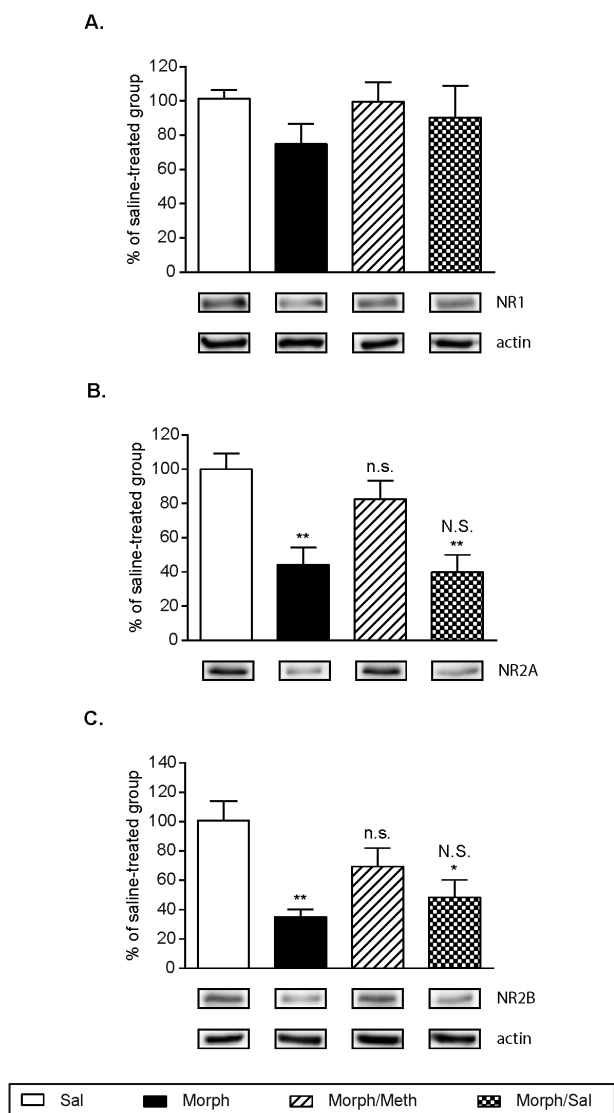 A.
% of saline-treated group
120
100
80
60
40
20
0
NR1
actin
B.
% of saline-treated group
120
100
80
60
40
20
0
**
n.s.
N.S.
**
NR2A
C.
% of saline-treated group
140
120
100
80
60
40
20
0
**
n.s.
N.S.
*
NR2B
actin
Sal Morph Morph/Meth Morph/Sal